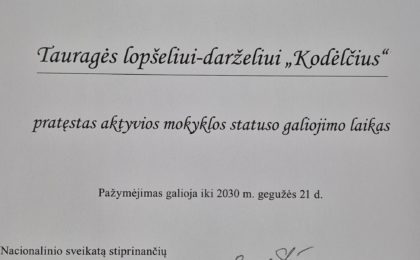 Tauragės lopšeliui-darželiui „Kodėlčius“
pratęstas aktyvios mokyklos statuso galiojimo laikas
Pažymėjimas galioja iki 2030 m. gegužės 21 d.
Nacionalinio sveikatą stiprinančių